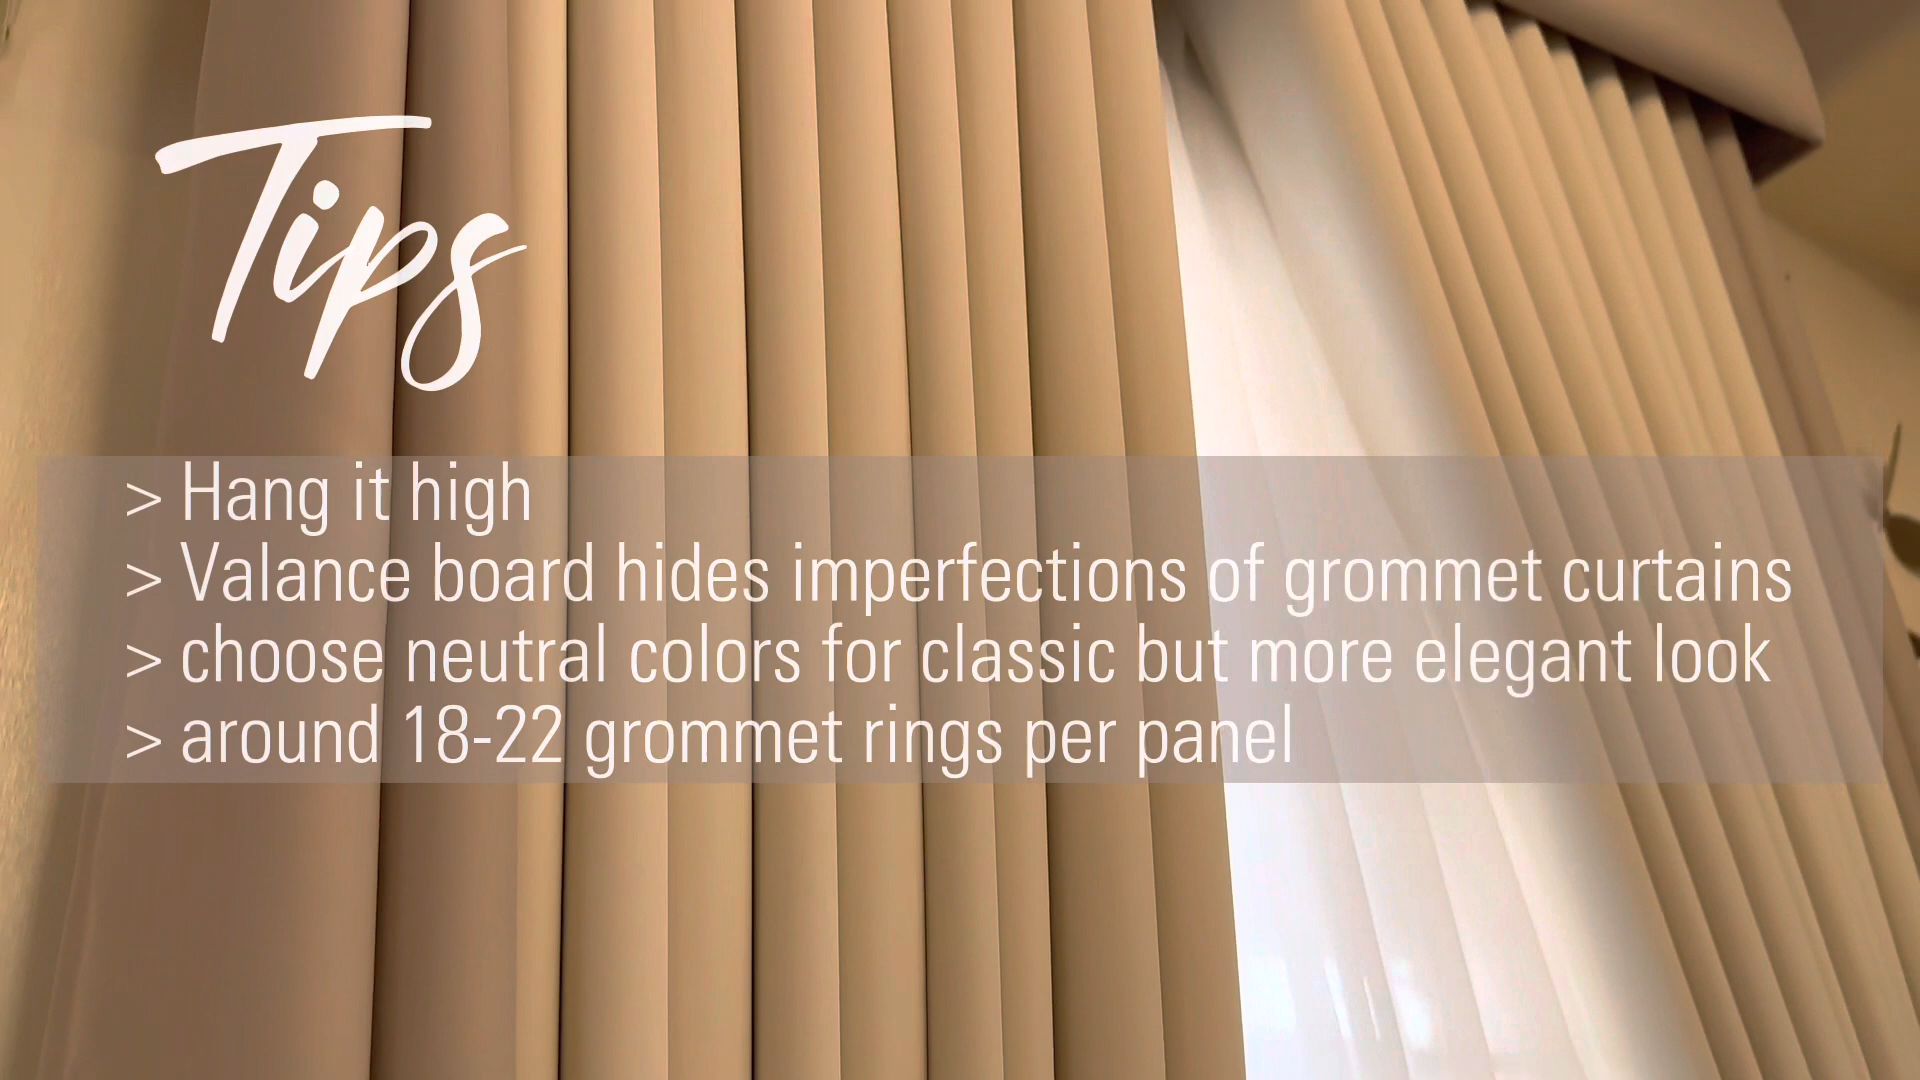 Tips
> Hang it high
> Valance board hides imperfections of grommet curtains
> choose neutral colors for classic but more elegant look
> around 18-22 grommet rings per panel